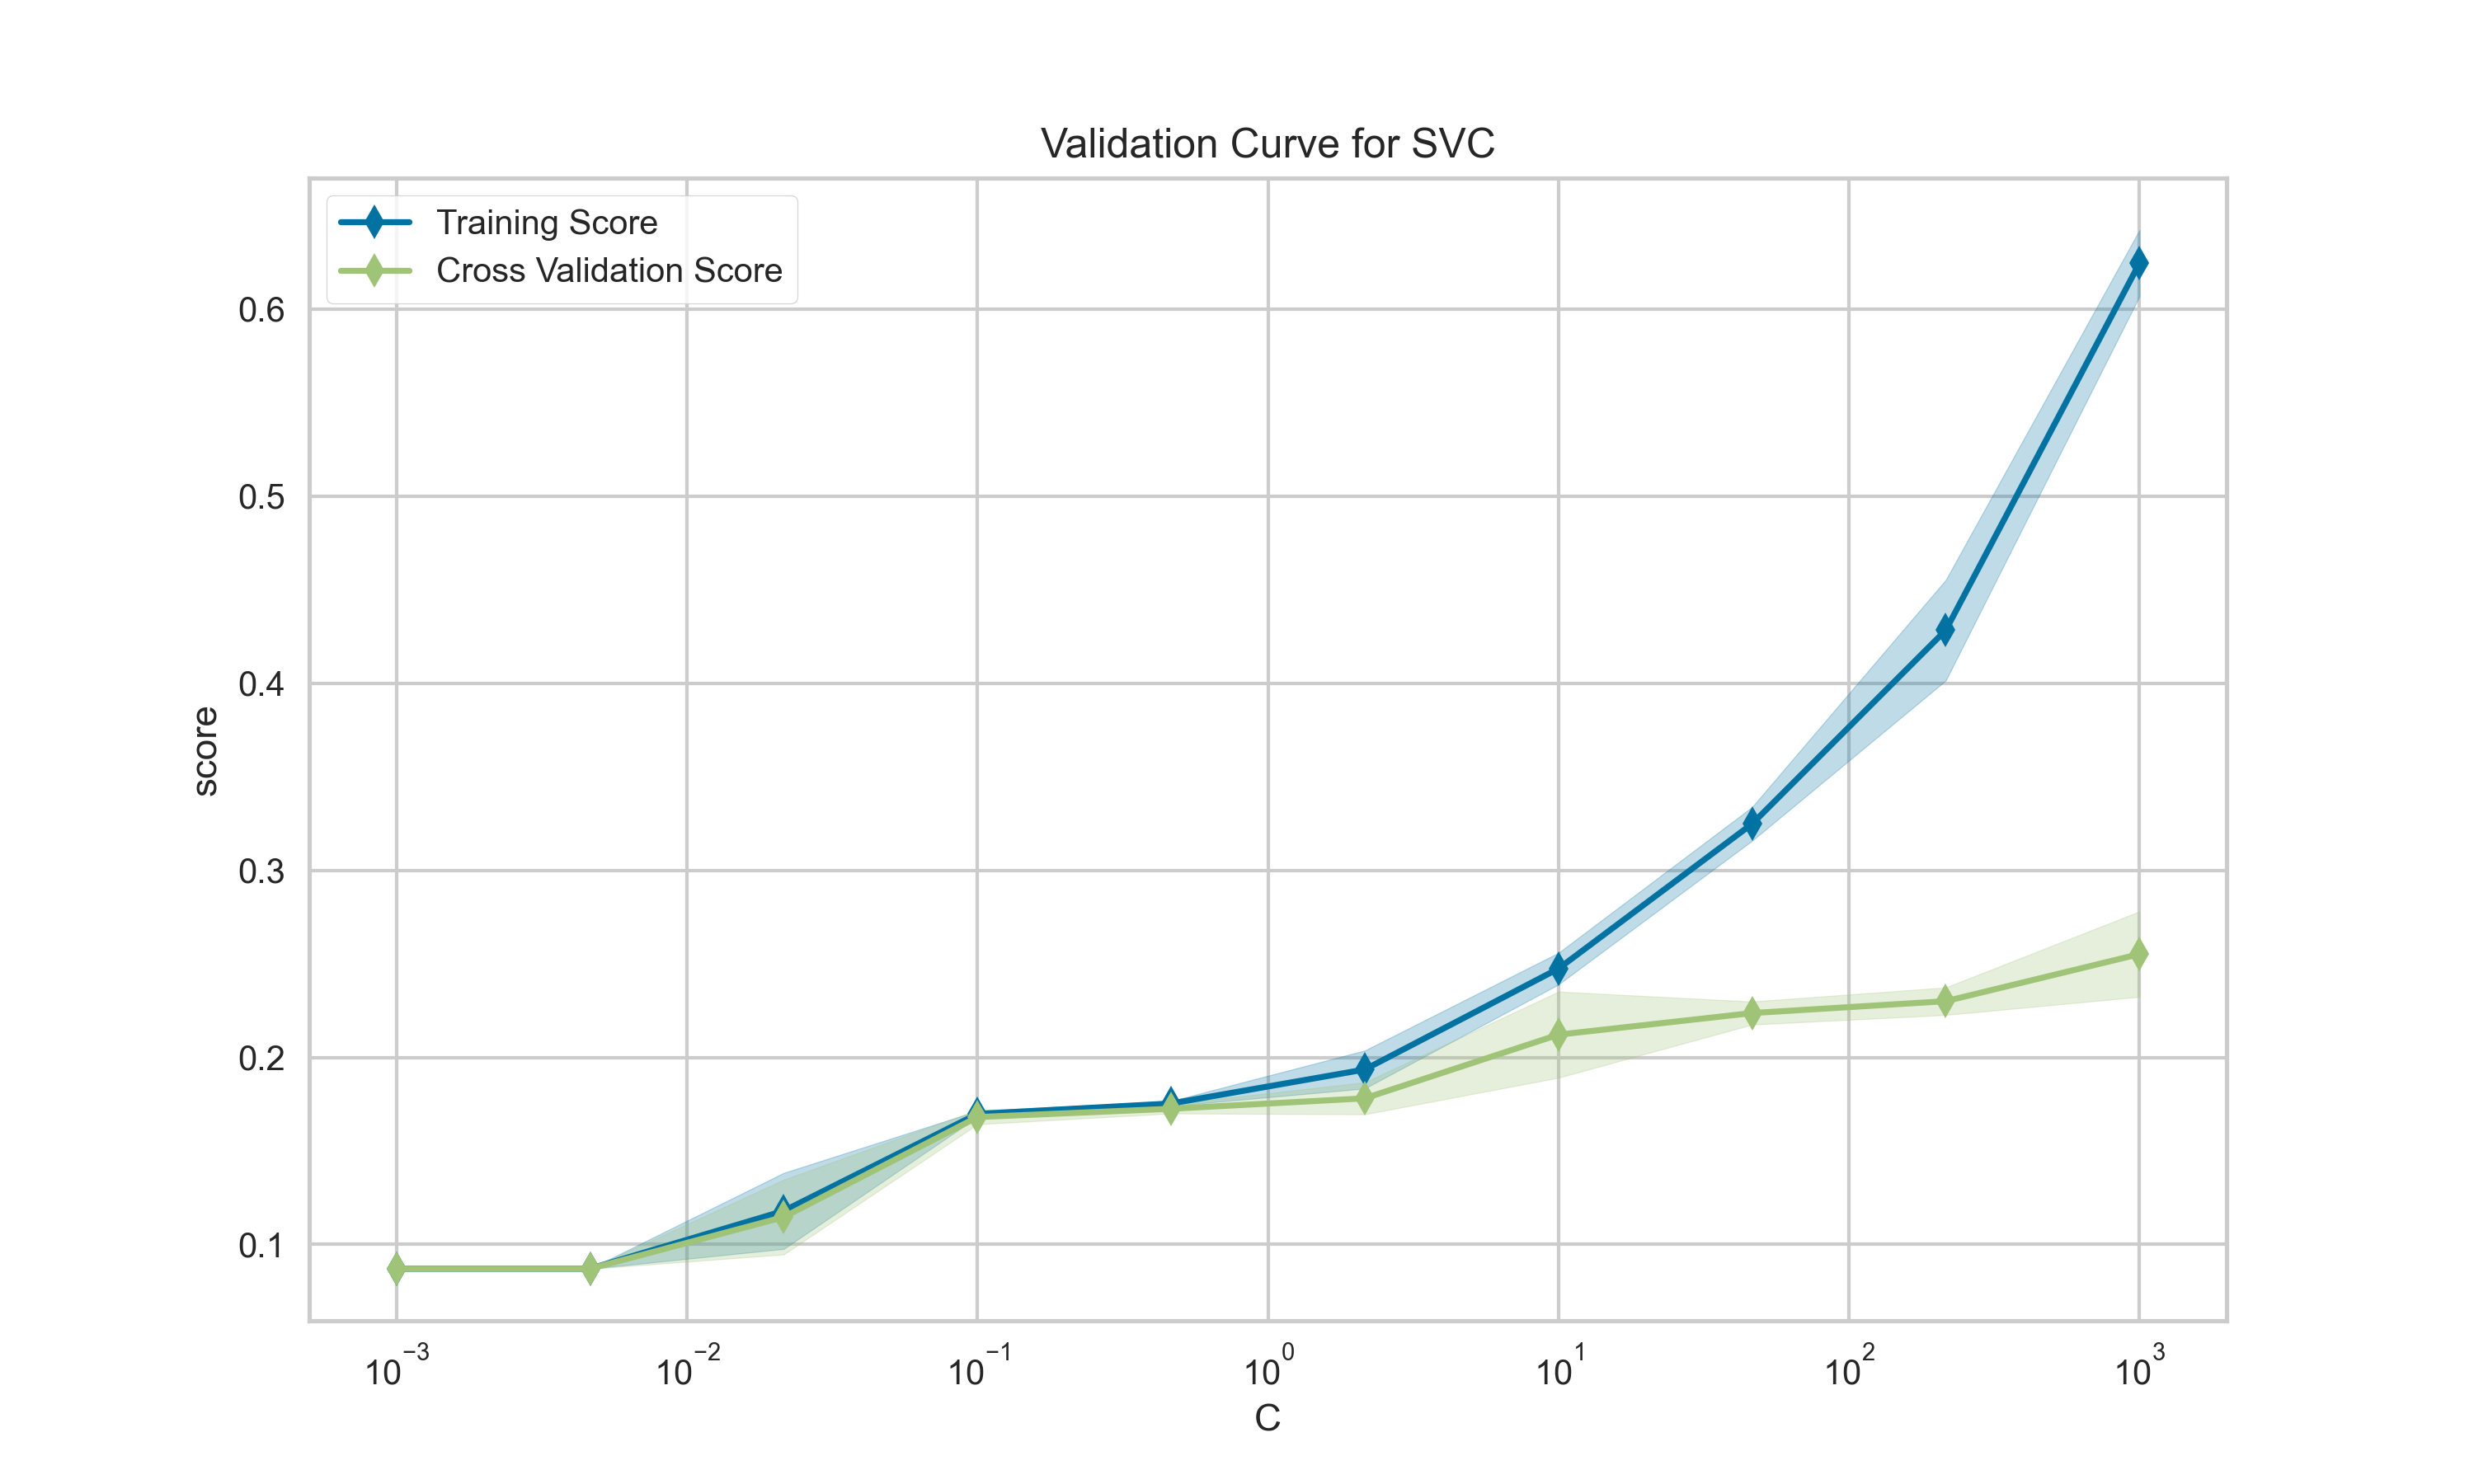 Validation Curve for SVC
Training Score
Cross Validation Score
0.6
0.5
0.4
0.3
0.2
0.1
score
10⁻³ 10⁻² 10⁻¹ 10⁰ 10¹ 10² 10³
C